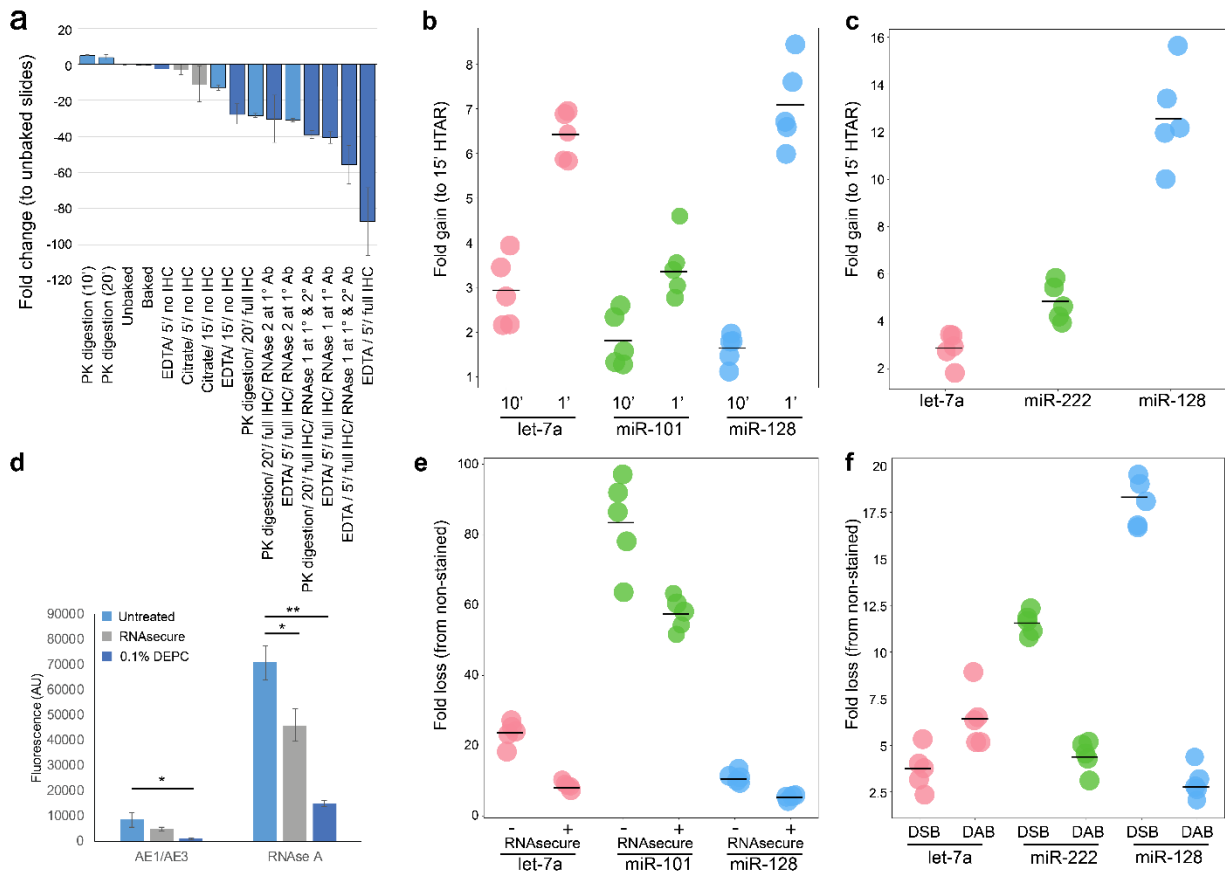 a
Fold change (to unbaked slides)
20
0
-20
-40
-60
-80
-100
-120
PK digestion (10')
PK digestion (20')
Unbaked
Baked
EDTA/ 5'/ no IHC
Citrate/ 5'/ no IHC
Citrate/ 15'/ no IHC
EDTA/ 15'/ no IHC
PK digestion/ 20'/ full IHC
PK digestion/ 20'/ full IHC/ RNAse 2 at 1° Ab
EDTA/ 5'/ full IHC/ RNAse 2 at 1° Ab
PK digestion/ 20'/ full IHC/ RNAse 1 at 1° & 2° Ab
EDTA/ 5'/ full IHC/ RNAse 1 at 1° Ab
EDTA / 5'/ full IHC/ RNAse 1 at 1° & 2° Ab
EDTA / 5'/ full IHC
b
Fold gain (to 15' HTAR)
8
7
6
5
4
3
2
1
10' 1' 10' 1' 10' 1'
let-7a miR-101 miR-128
c
Fold gain (to 15' HTAR)
16
14
12
10
8
6
4
2
let-7a miR-222 miR-128
d
Fluorescence (AU)
90000
80000
70000
60000
50000
40000
30000
20000
10000
0
Untreated
RNAsecure
0.1% DEPC
*
**
*
AE1/AE3 RNAse A
e
Fold loss (from non-stained)
100
80
60
40
20
0
- + - + - +
RNAsecure RNAsecure RNAsecure
let-7a miR-101 miR-128
f
Fold loss (from non-stained)
20
17.5
15
12.5
10
7.5
5
2.5
DSB DAB DSB DAB DSB DAB
let-7a miR-222 miR-128